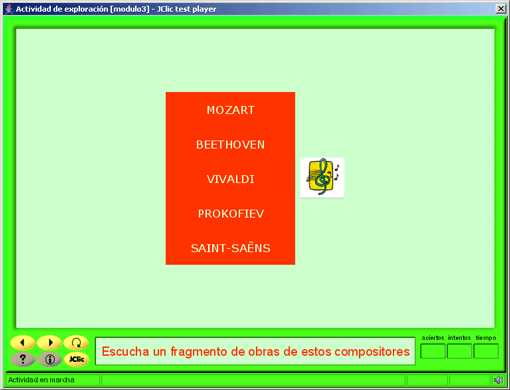 Actividad de exploración [modulo3] - JClic test player
MOZART
BEETHOVEN
VIVALDI
PROKOFIEV
SAINT-SAËNS
aciertos intentos tiempo
? i JClic
Escucha un fragmento de obras de estos compositores
Actividad en marcha